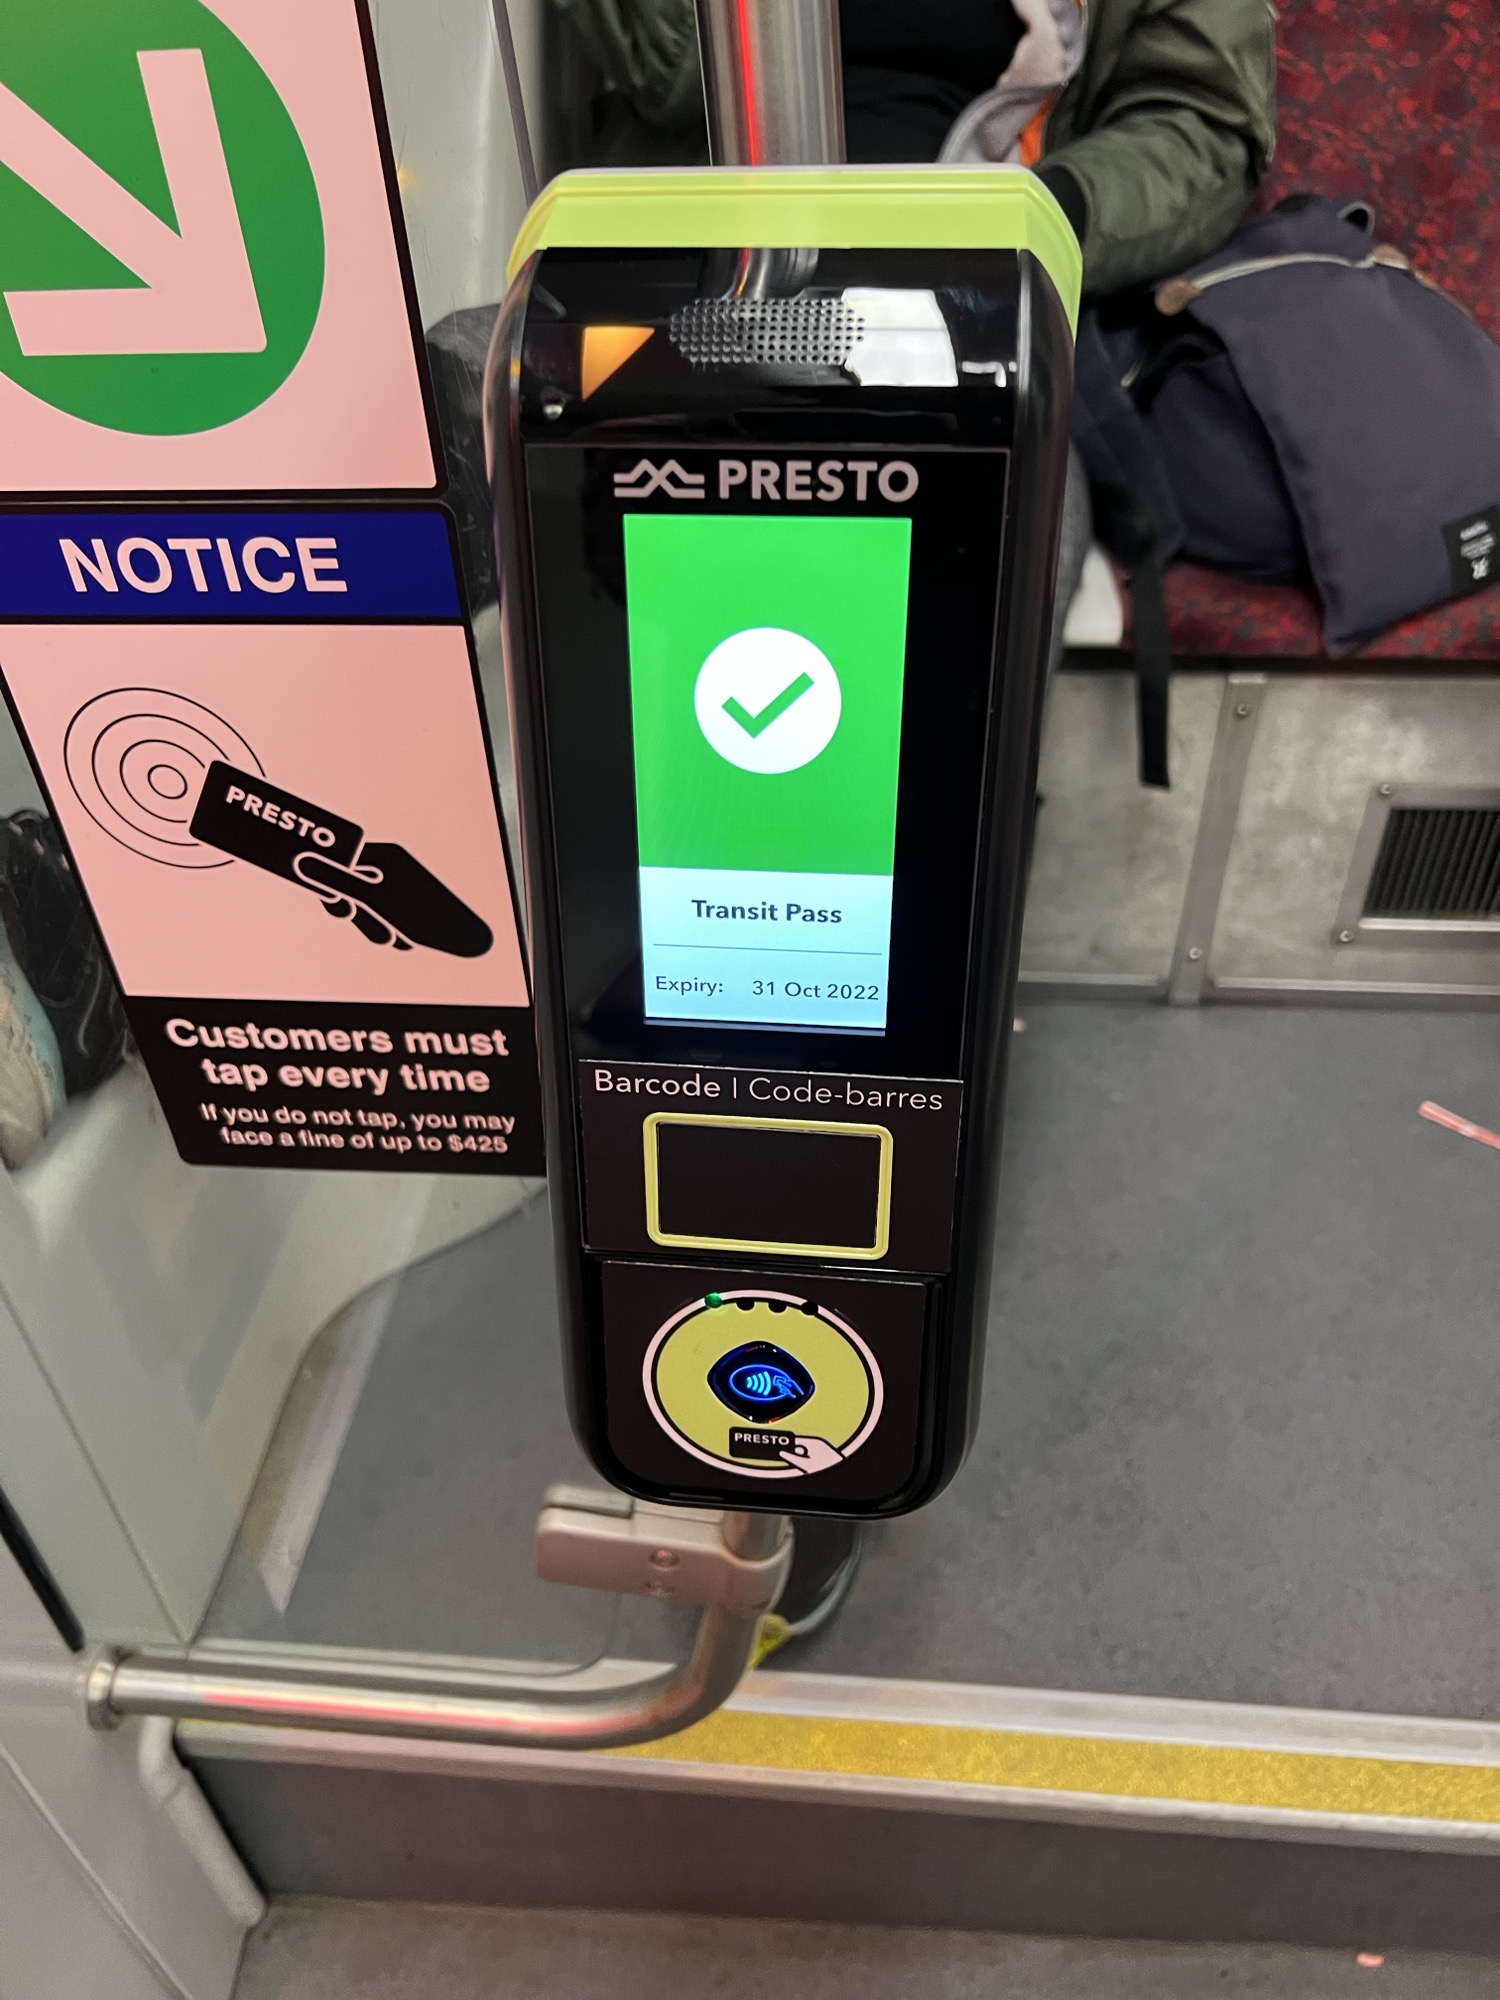 NOTICE
PRESTO
Customers must
tap every time
If you do not tap, you may
face a fine of up to $425
PRESTO
Transit Pass
Expiry: 31 Oct 2022
Barcode | Code-barres
PRESTO